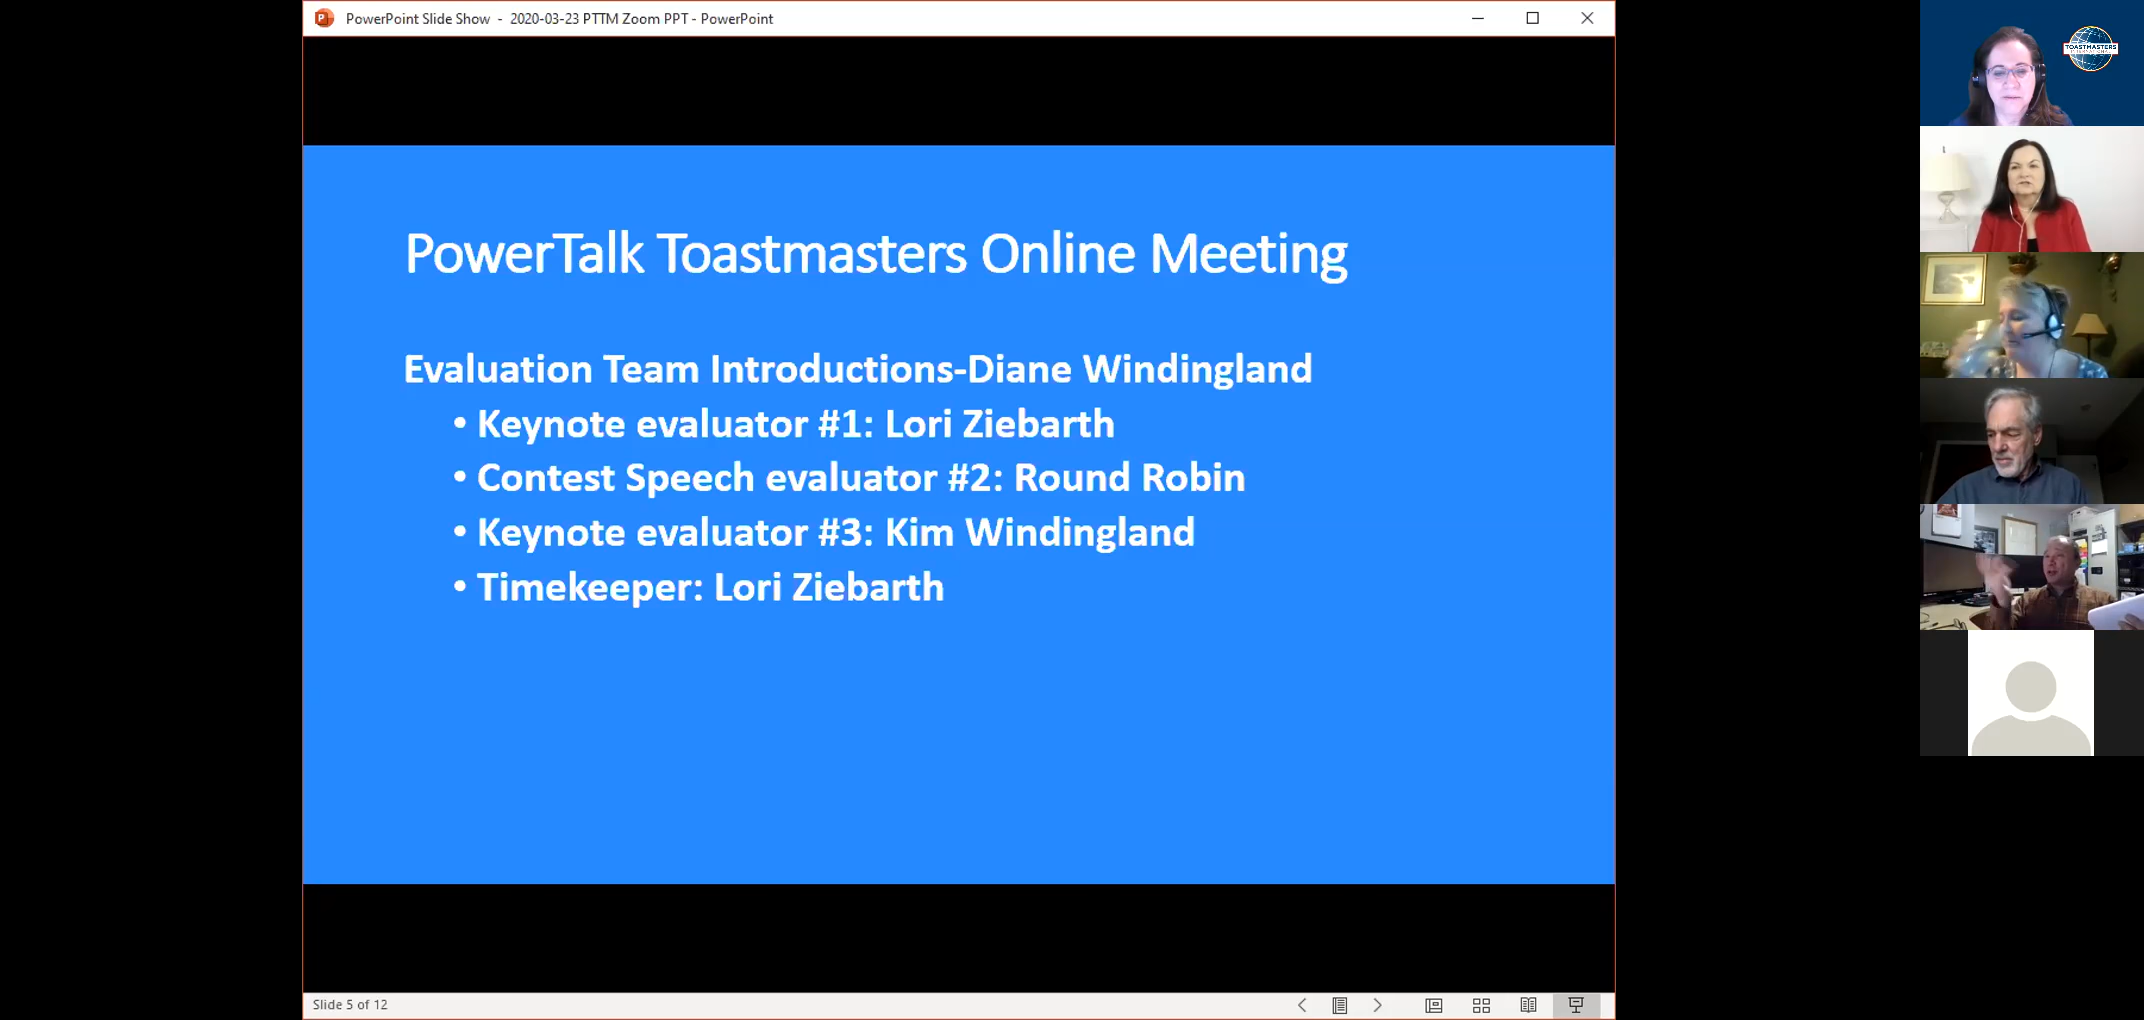 PowerPoint Slide Show - 2020-03-23 PTTM Zoom PPT - PowerPoint
TOASTMASTERS
INTERNATIONAL
PowerTalk Toastmasters Online Meeting
Evaluation Team Introductions-Diane Windingland
• Keynote evaluator #1: Lori Ziebarth
• Contest Speech evaluator #2: Round Robin
• Keynote evaluator #3: Kim Windingland
• Timekeeper: Lori Ziebarth
Slide 5 of 12